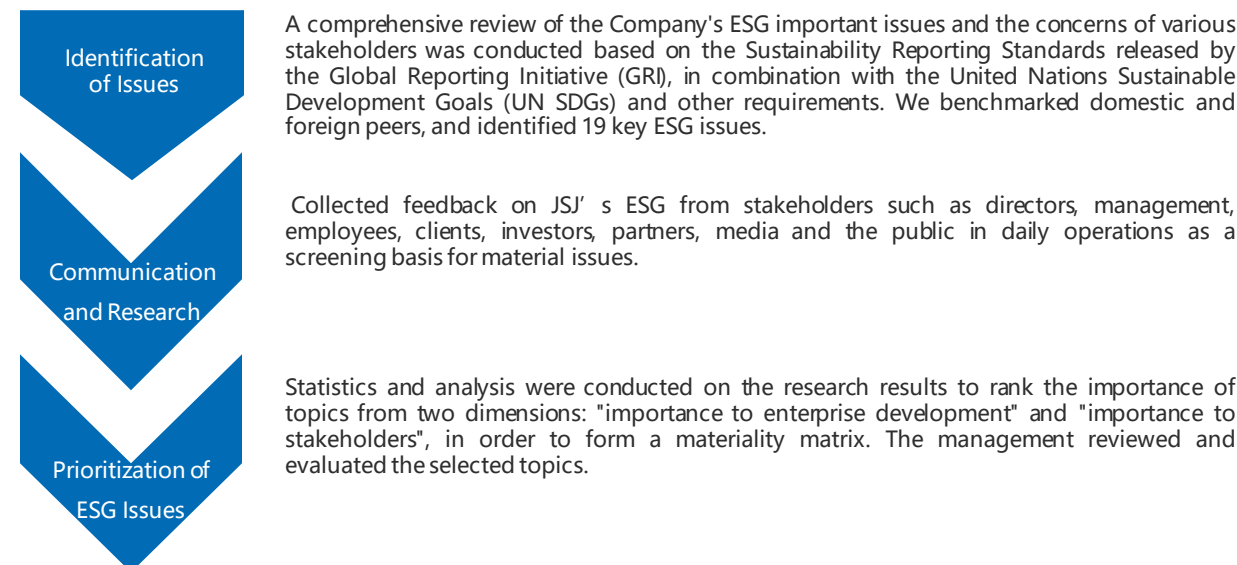 Identification
of Issues
A comprehensive review of the Company's ESG important issues and the concerns of various
stakeholders was conducted based on the Sustainability Reporting Standards released by
the Global Reporting Initiative (GRI), in combination with the United Nations Sustainable
Development Goals (UN SDGs) and other requirements. We benchmarked domestic and
foreign peers, and identified 19 key ESG issues.
Communication
and Research
Collected feedback on JSJ’ s ESG from stakeholders such as directors, management,
employees, clients, investors, partners, media and the public in daily operations as a
screening basis for material issues.
Prioritization of
ESG Issues
Statistics and analysis were conducted on the research results to rank the importance of
topics from two dimensions: "importance to enterprise development" and "importance to
stakeholders", in order to form a materiality matrix. The management reviewed and
evaluated the selected topics.